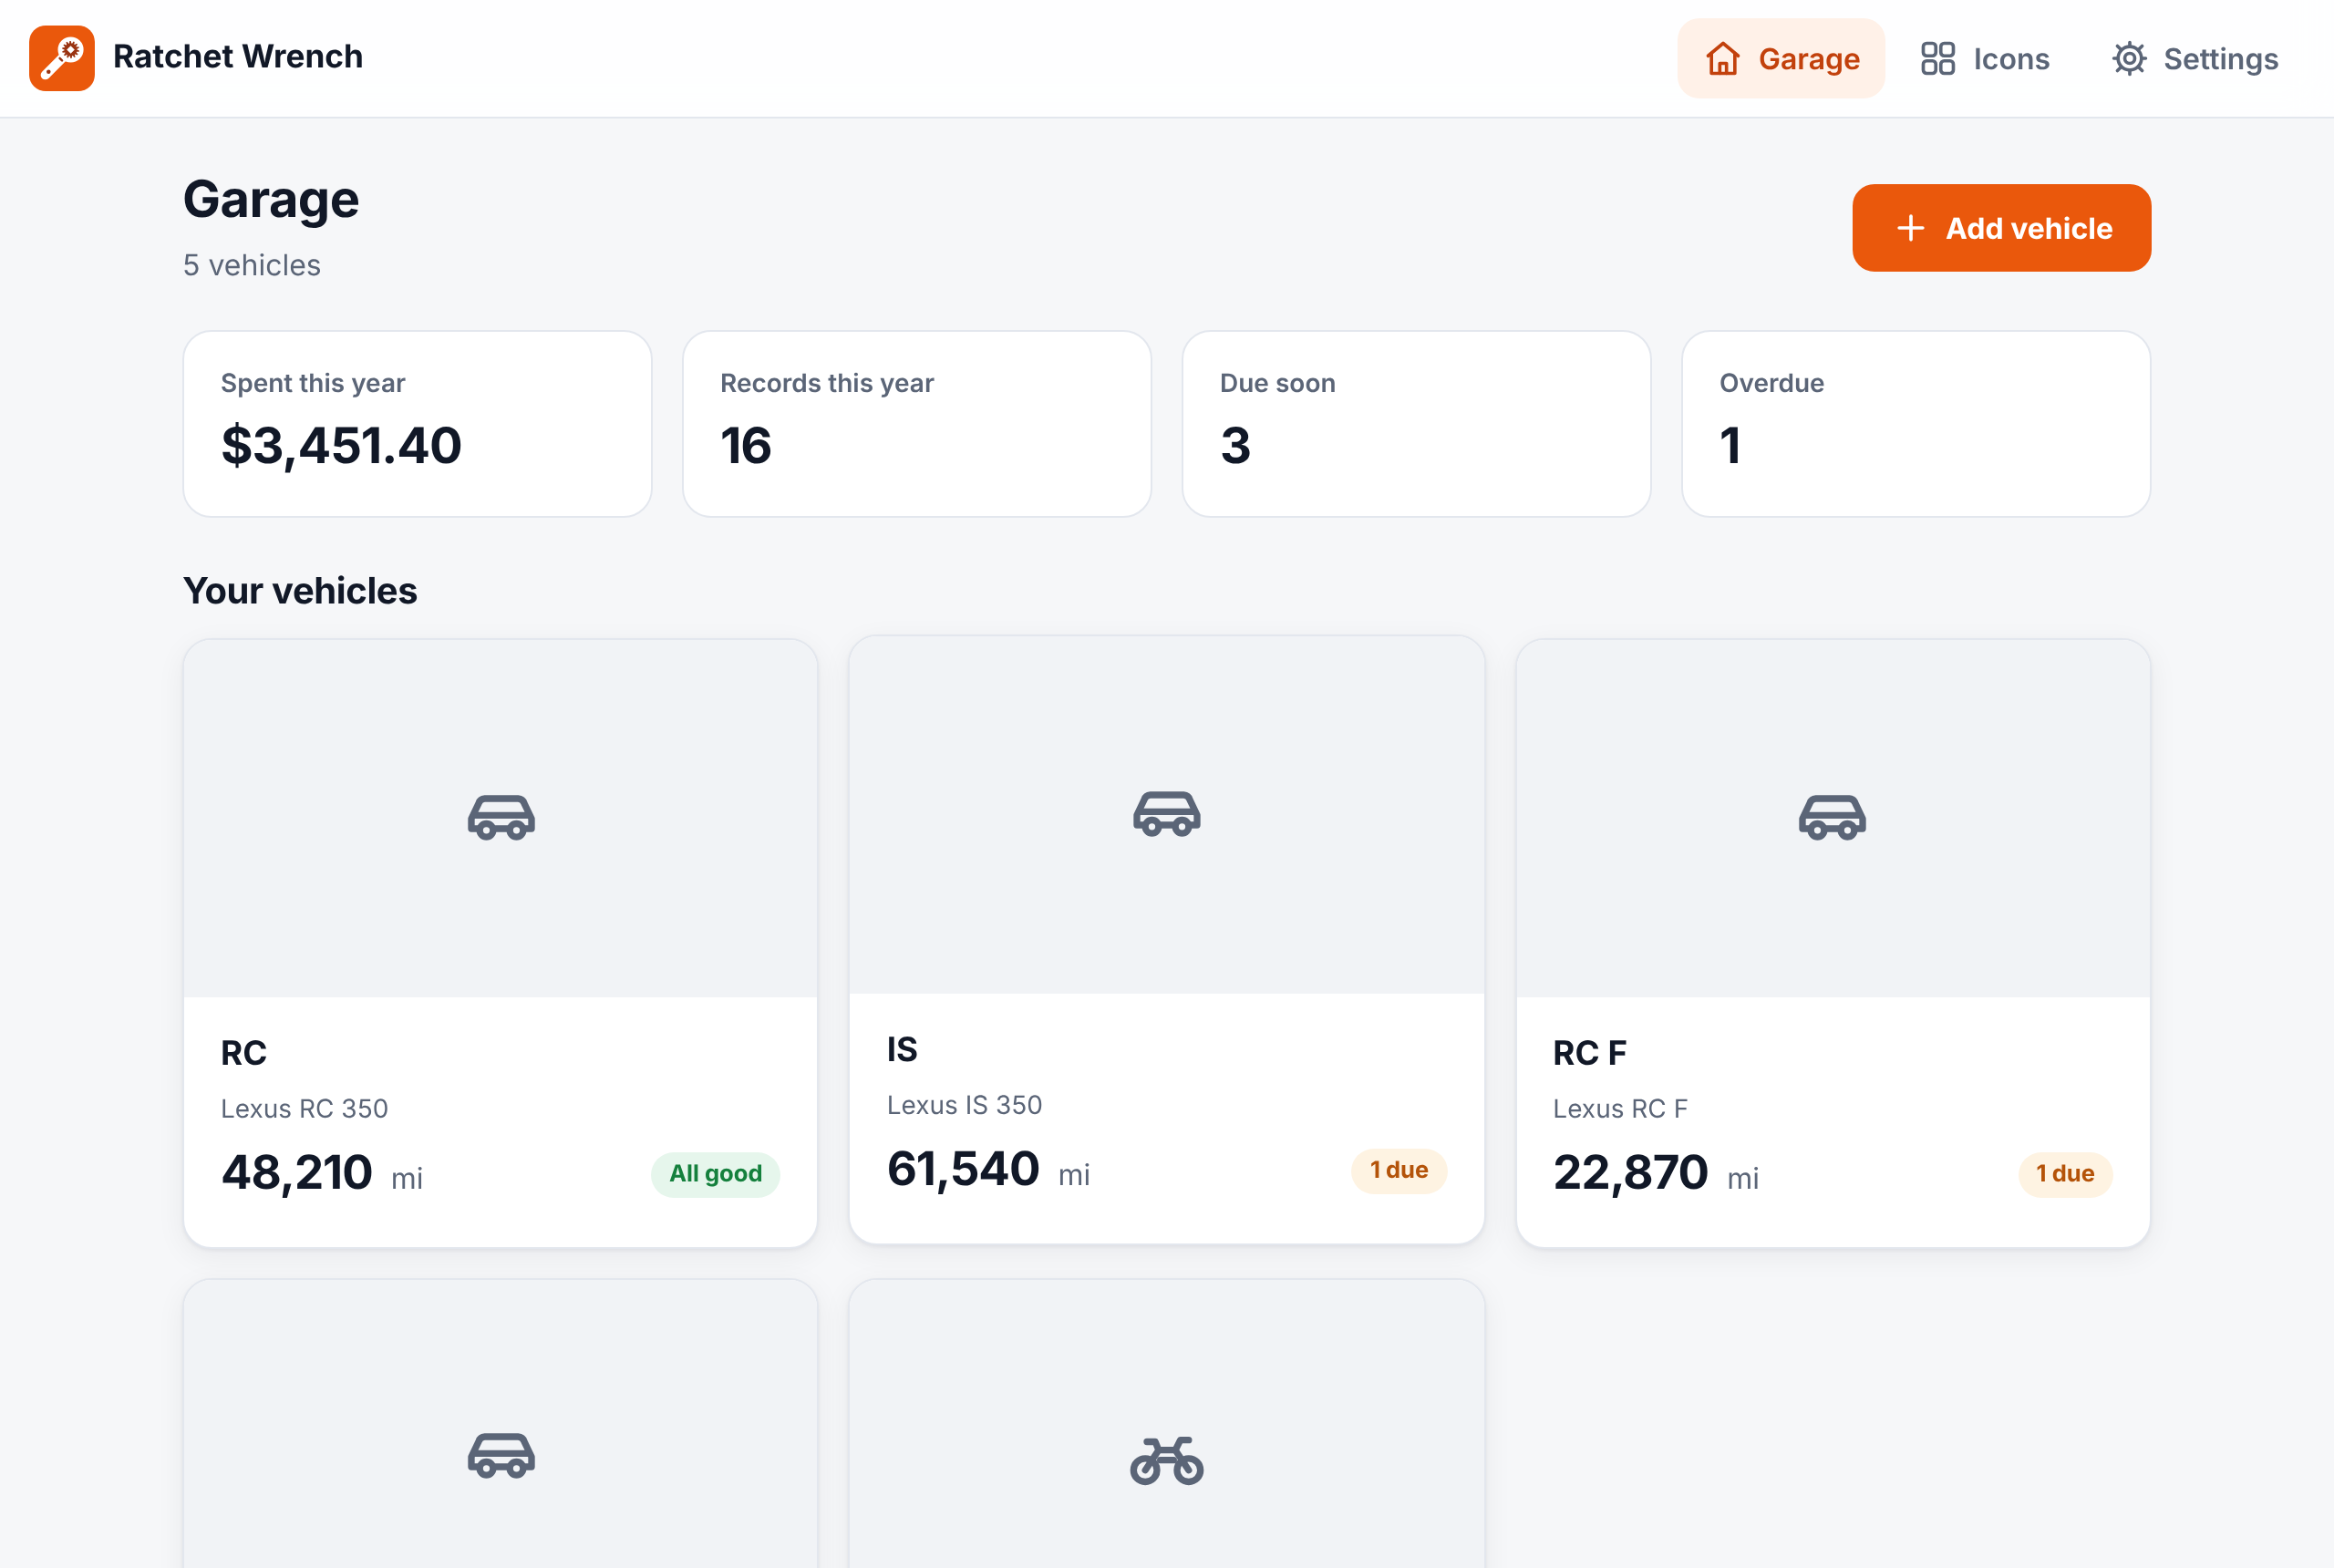 Ratchet Wrench
Garage
Icons
Settings
Garage
5 vehicles
Add vehicle
Spent this year
$3,451.40
Records this year
16
Due soon
3
Overdue
1
Your vehicles
RC
Lexus RC 350
48,210 mi
All good
IS
Lexus IS 350
61,540 mi
1 due
RC F
Lexus RC F
22,870 mi
1 due